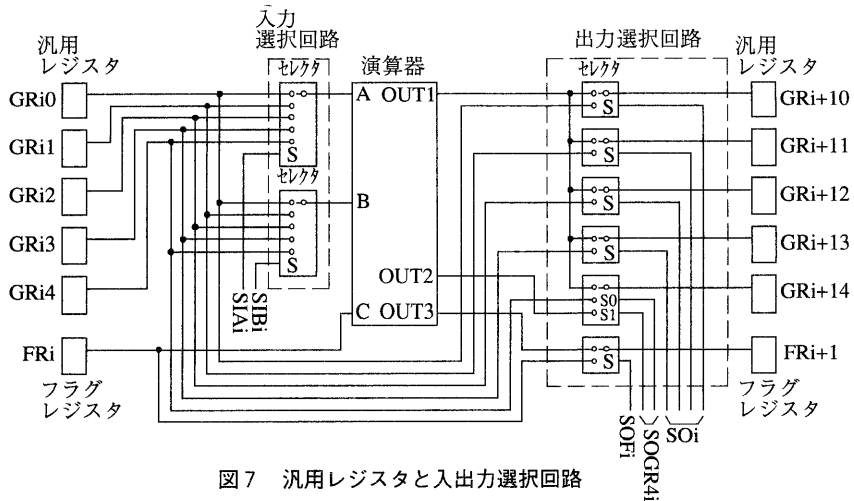 入力
選択回路
汎用
レジスタ
セレクタ
演算器
出力選択回路
セレクタ
汎用
レジスタ
GRi0
A OUT1
S
GRi+10
GRi1
S
GRi+11
S
セレクタ
GRi2
B
S
GRi+12
GRi3
S
S
GRi+13
GRi4
OUT2
S0
S1
GRi+14
SIAi
SIBi
FRi
C OUT3
S
FRi+1
フラグ
レジスタ
フラグ
レジスタ
SOFi
SOGR4i
SOi
図7 汎用レジスタと入出力選択回路